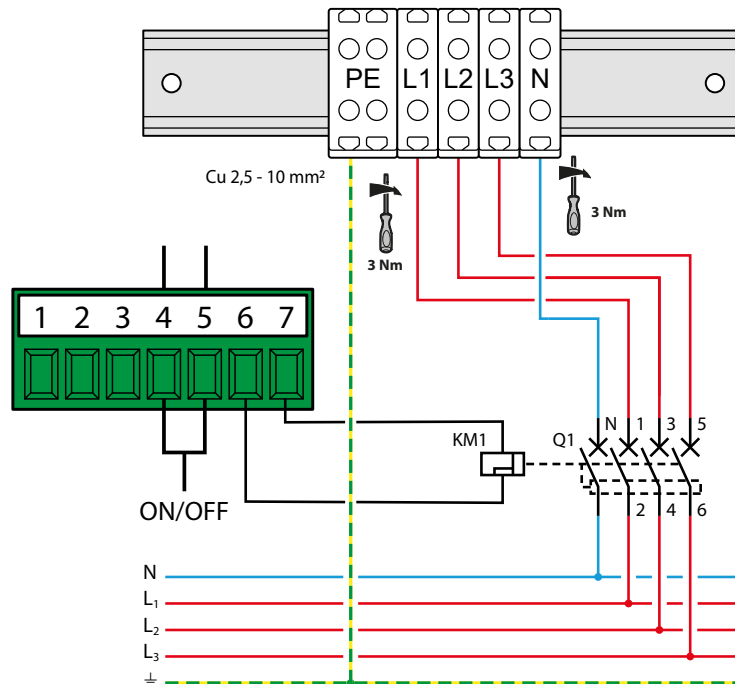 PE L1 L2 L3 N
Cu 2,5 - 10 mm²
3 Nm
3 Nm
1 2 3 4 5 6 7
ON/OFF
KM1
Q1
N 1 3 5
2 4 6
N
L₁
L₂
L₃